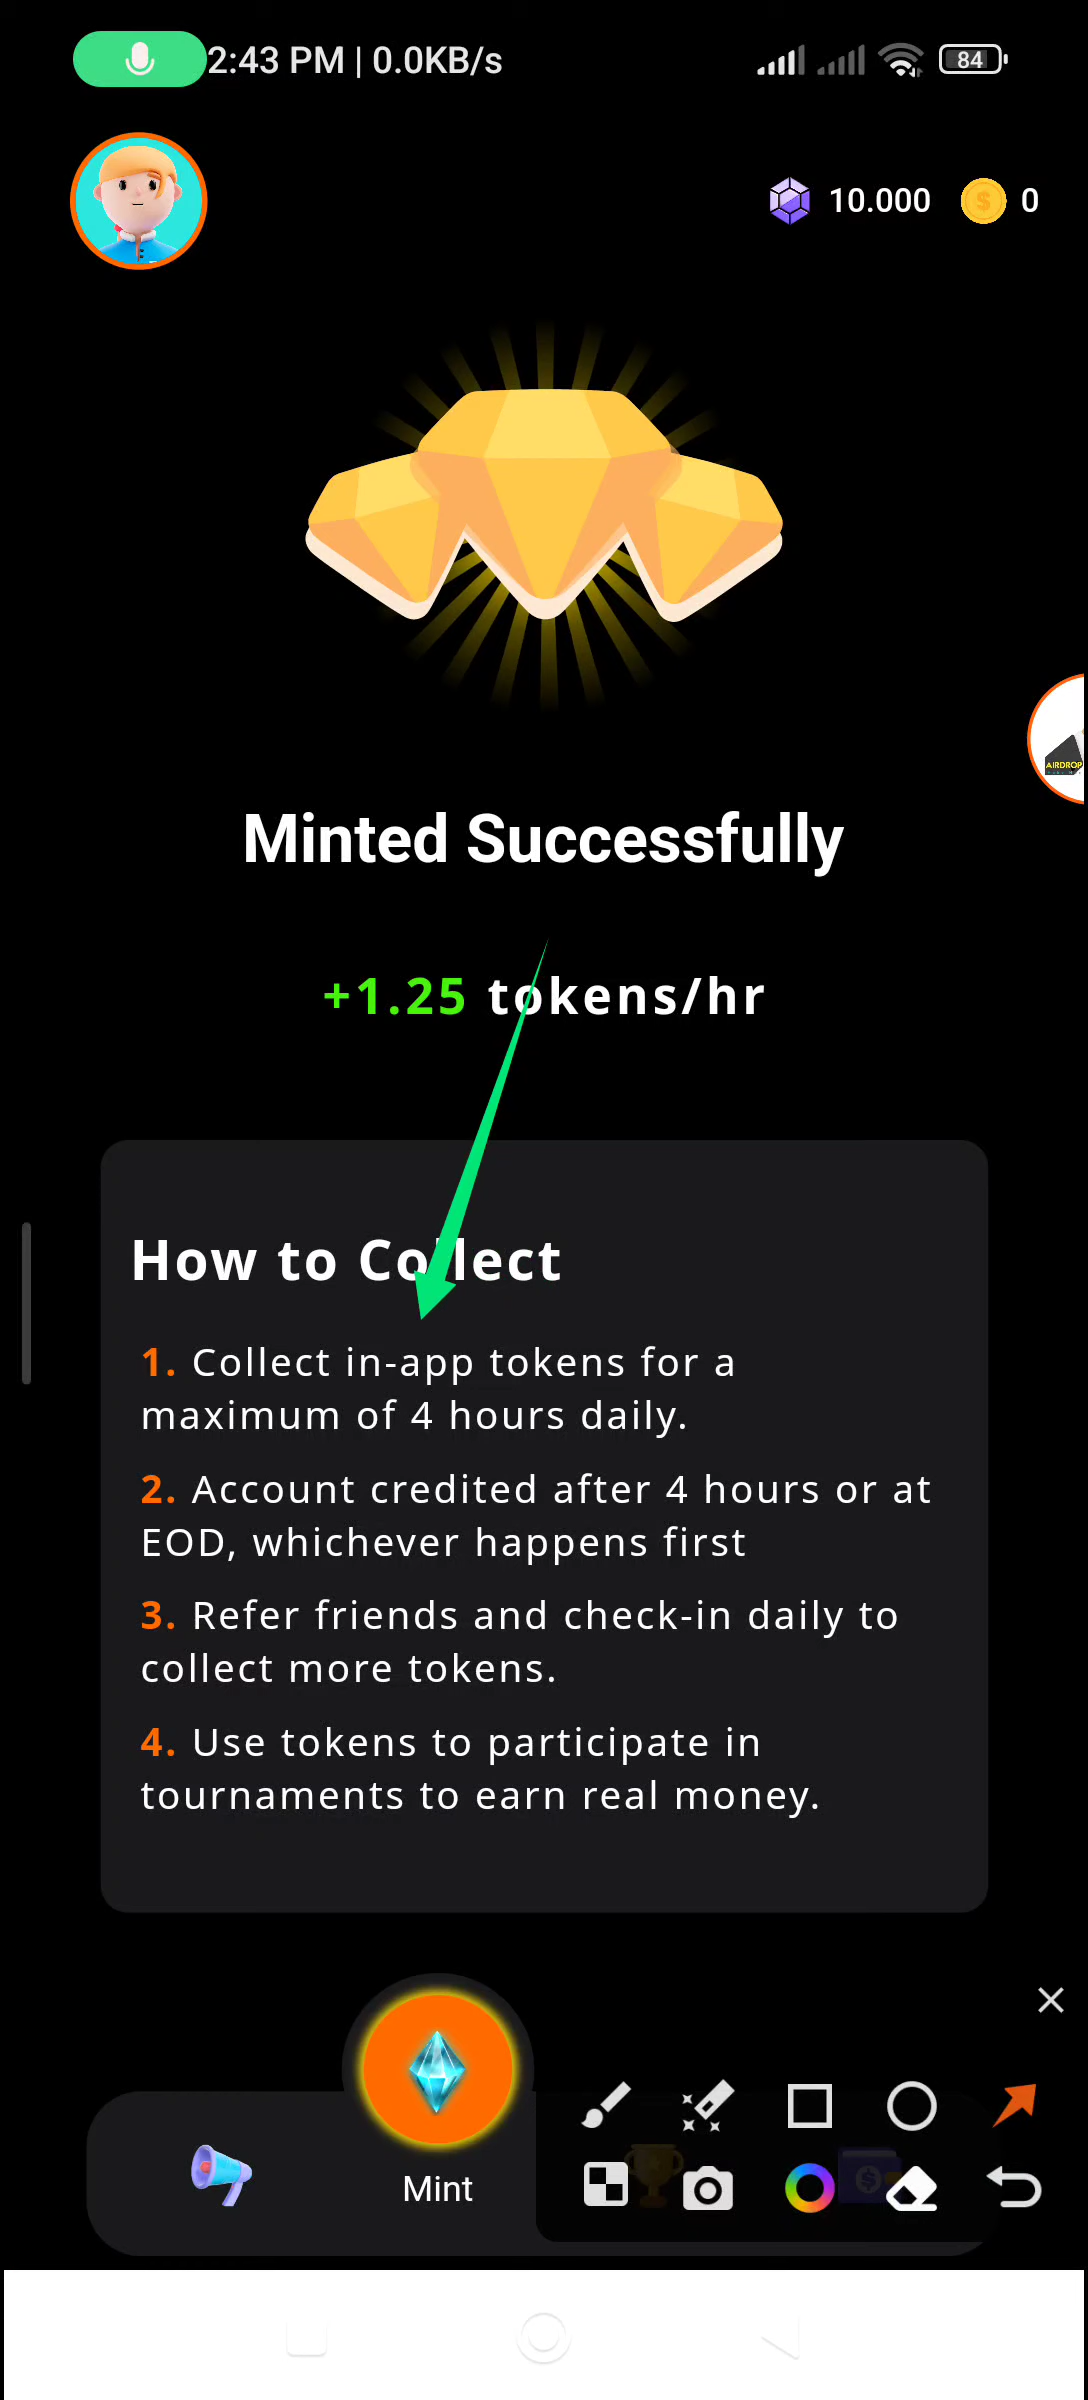 2:43 PM | 0.0KB/s
84
10.000
0
AIRDROP
Minted Successfully
+1.25 tokens/hr
How to Collect
1. Collect in-app tokens for a
maximum of 4 hours daily.
2. Account credited after 4 hours or at
EOD, whichever happens first
3. Refer friends and check-in daily to
collect more tokens.
4. Use tokens to participate in
tournaments to earn real money.
Mint